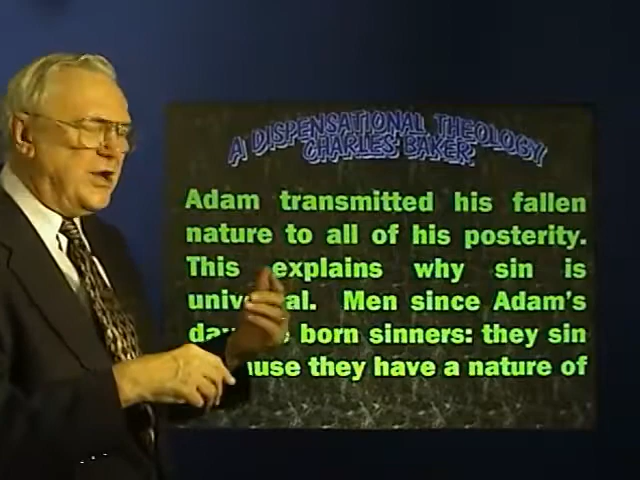 A DISPENSATIONAL THEOLOGY
CHARLES BAKER
Adam transmitted his fallen
nature to all of his posterity.
This explains why sin is
Men since Adam's
born sinners: they sin
they have a nature of